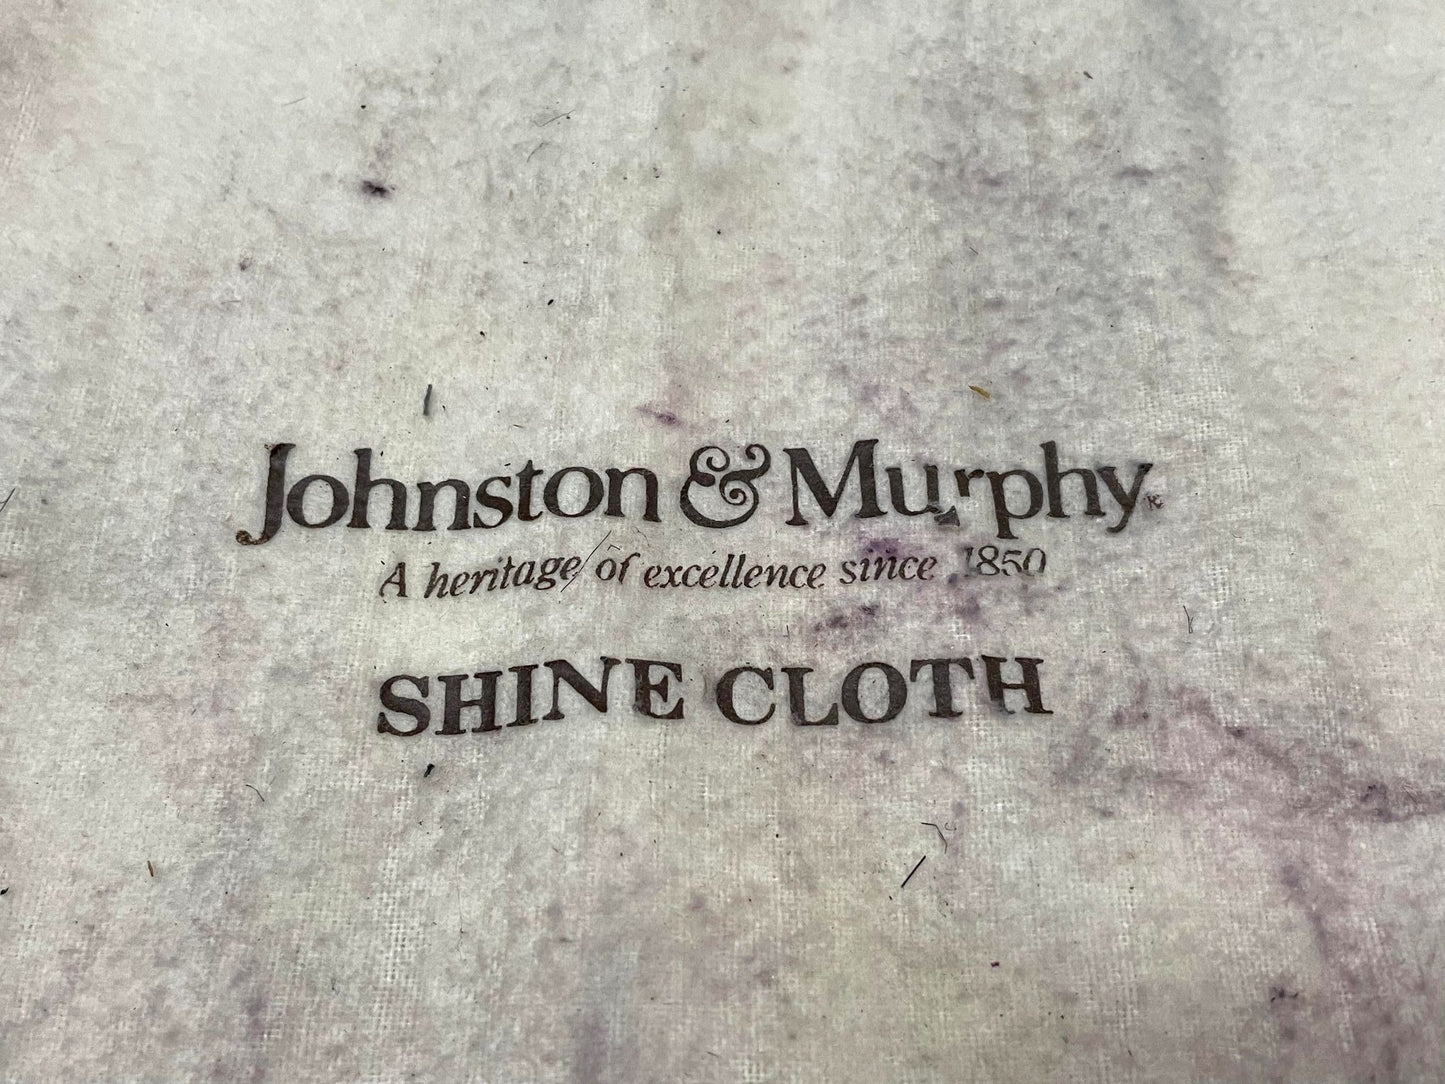 Johnston & Murphy®
A heritage of excellence since 1850
SHINE CLOTH